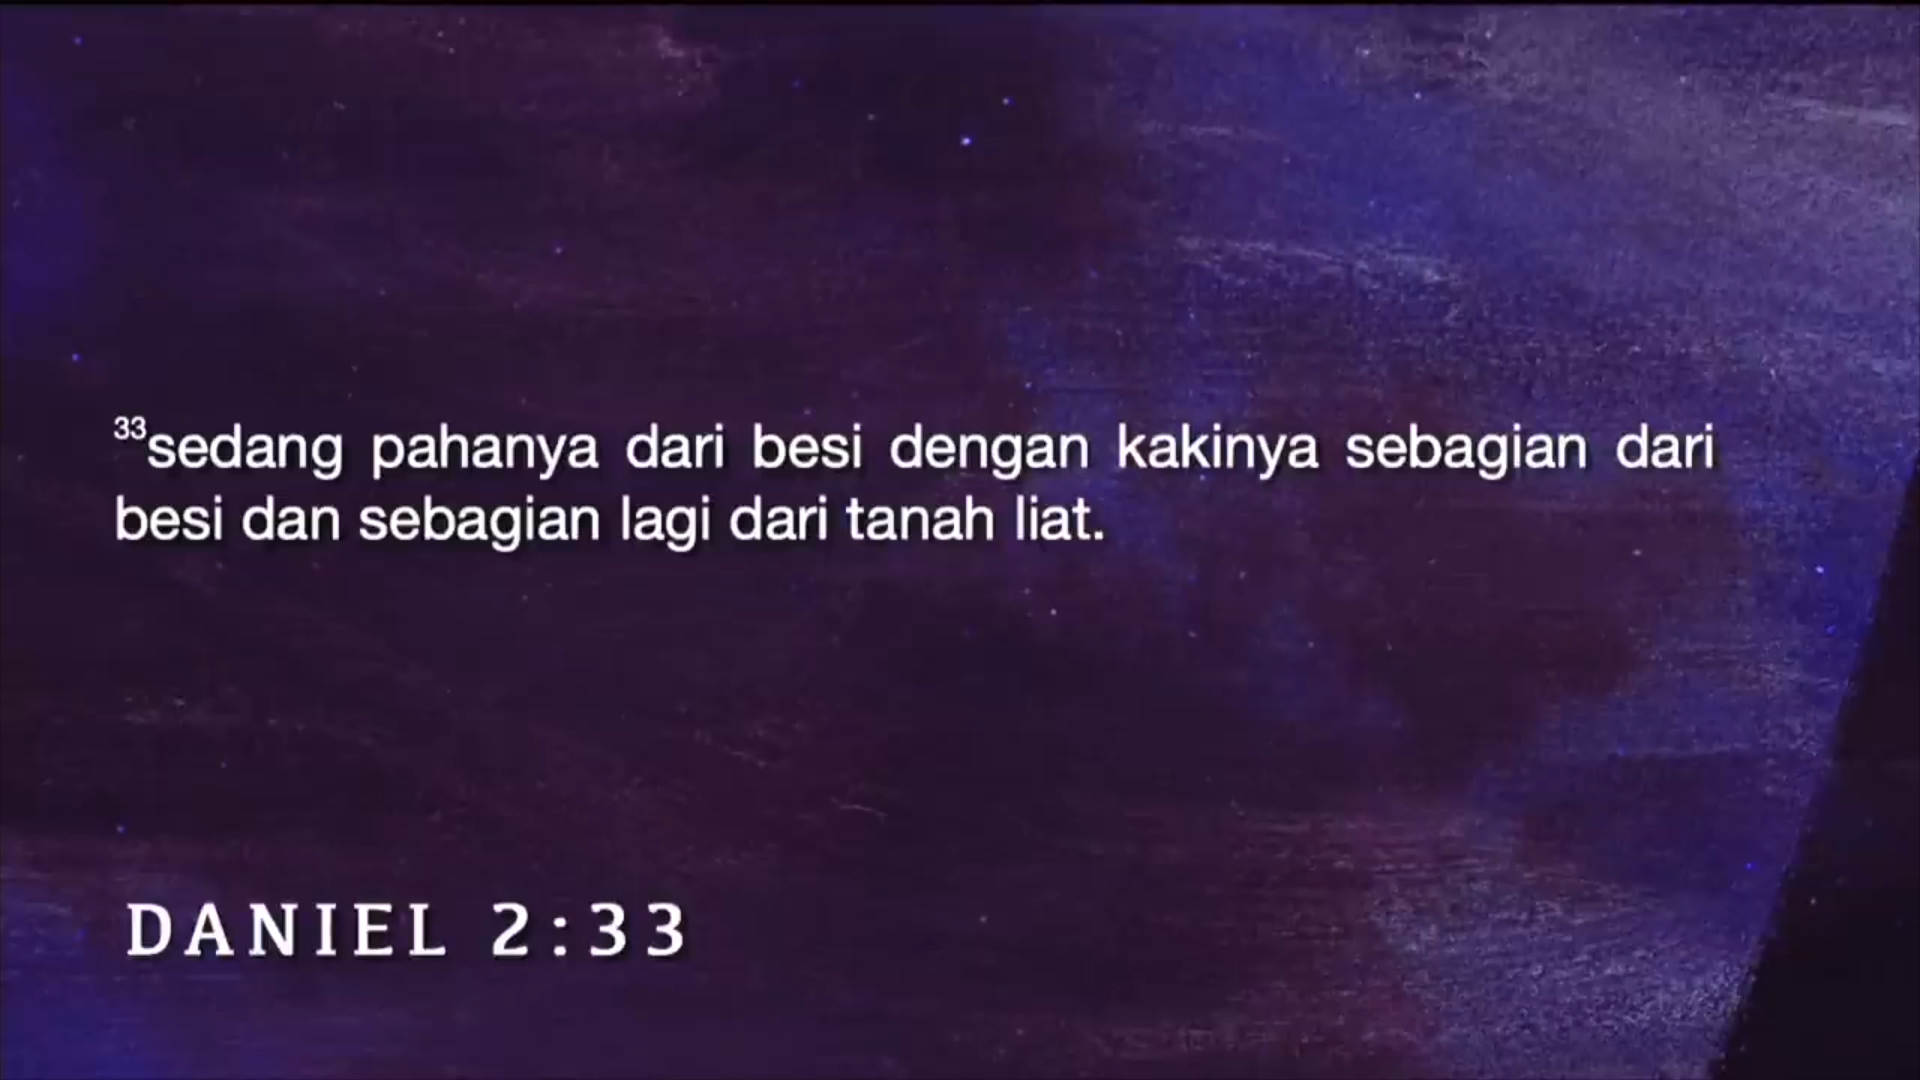 33sedang pahanya dari besi dengan kakinya sebagian dari
besi dan sebagian lagi dari tanah liat.
DANIEL 2:33